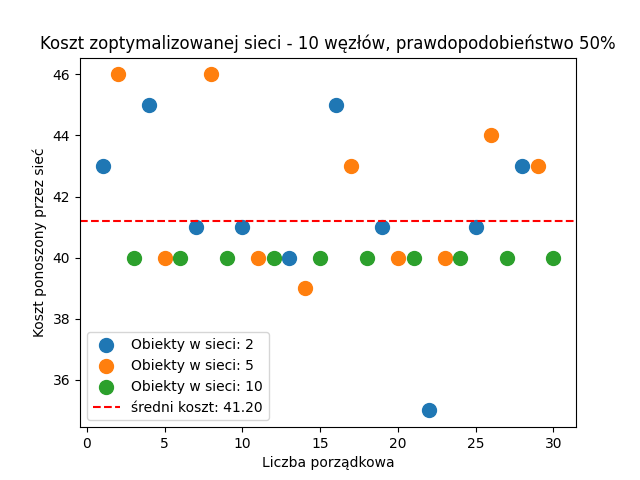 Koszt zoptymalizowanej sieci - 10 węzłów, prawdopodobieństwo 50%
46
44
42
40
38
36
Koszt ponoszony przez sieć
Obiekty w sieci: 2
Obiekty w sieci: 5
Obiekty w sieci: 10
średni koszt: 41.20
0 5 10 15 20 25 30
Liczba porządkowa